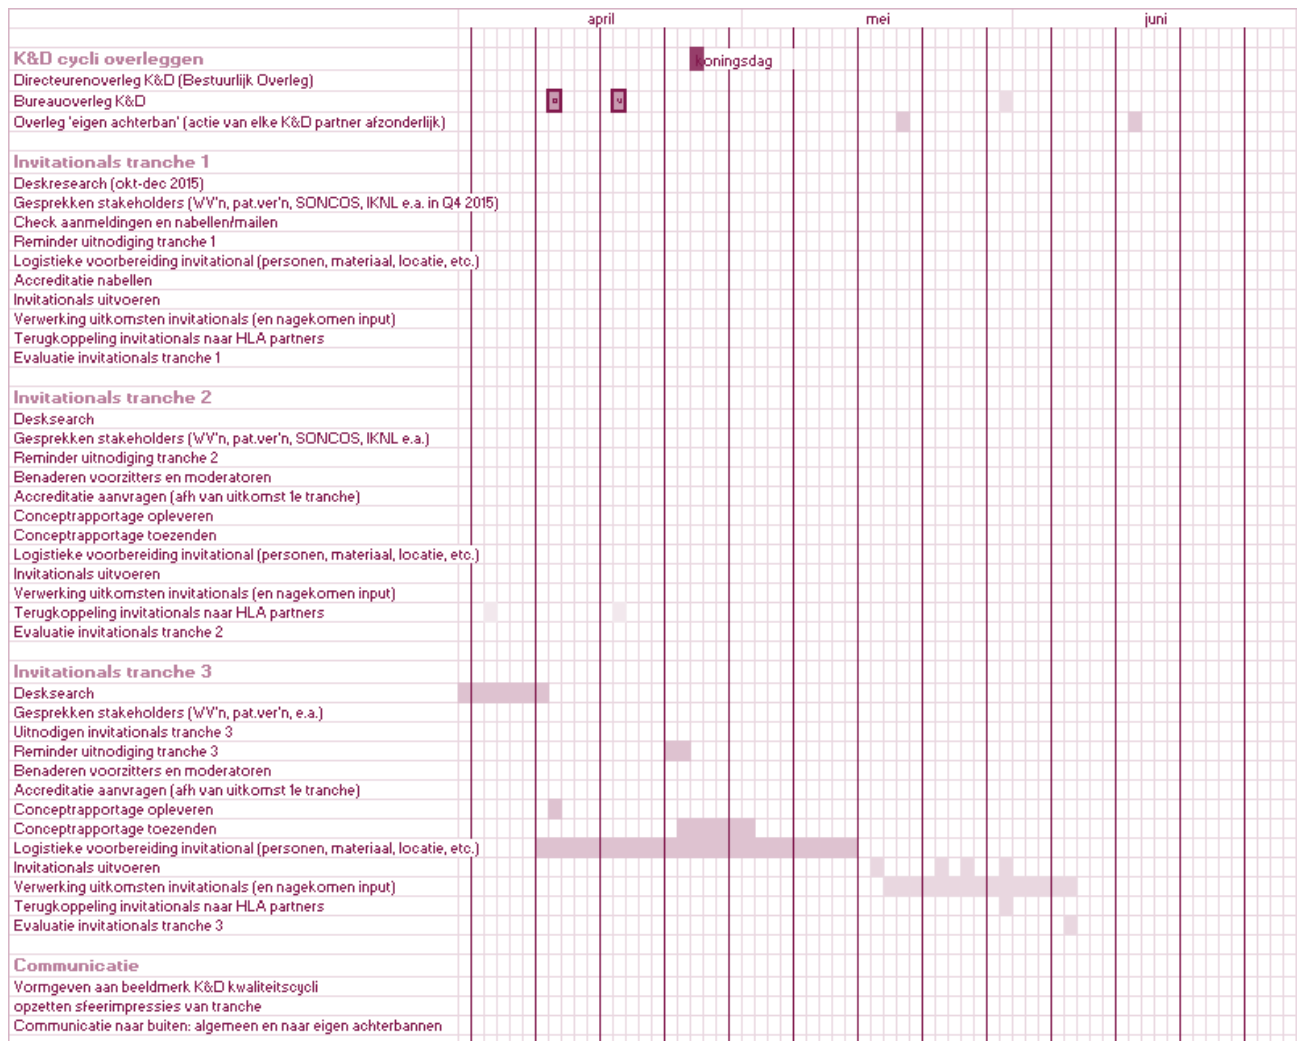 april mei juni
K&D cycli overleggen
koningsdag
Directeurenoverleg K&D (Bestuurlijk Overleg)
Bureauoverleg K&D
Overleg 'eigen achterban' (actie van elke K&D partner afzonderlijk)
Invitationals tranche 1
Deskresearch (okt-dec 2015)
Gesprekken stakeholders (WV'n, pat.ver'n, SONCOS, IKNL e.a. in Q4 2015)
Check aanmeldingen en nabellen/mailen
Reminder uitnodiging tranche 1
Logistieke voorbereiding invitational (personen, materiaal, locatie, etc.)
Accreditatie nabellen
Invitationals uitvoeren
Verwerking uitkomsten invitationals (en nagekomen input)
Terugkoppeling invitationals naar HLA partners
Evaluatie invitationals tranche 1
Invitationals tranche 2
Desksearch
Gesprekken stakeholders (WV'n, pat.ver'n, SONCOS, IKNL e.a.)
Reminder uitnodiging tranche 2
Benaderen voorzitters en moderatoren
Accreditatie aanvragen (afh van uitkomst 1e tranche)
Conceptrapportage opleveren
Conceptrapportage toezenden
Logistieke voorbereiding invitational (personen, materiaal, locatie, etc.)
Invitationals uitvoeren
Verwerking uitkomsten invitationals (en nagekomen input)
Terugkoppeling invitationals naar HLA partners
Evaluatie invitationals tranche 2
Invitationals tranche 3
Desksearch
Gesprekken stakeholders (WV'n, pat.ver'n, e.a.)
Uitnodigen invitationals tranche 3
Reminder uitnodiging tranche 3
Benaderen voorzitters en moderatoren
Accreditatie aanvragen (afh van uitkomst 1e tranche)
Conceptrapportage opleveren
Conceptrapportage toezenden
Logistieke voorbereiding invitational (personen, materiaal, locatie, etc.)
Invitationals uitvoeren
Verwerking uitkomsten invitationals (en nagekomen input)
Terugkoppeling invitationals naar HLA partners
Evaluatie invitationals tranche 3
Communicatie
Vormgeven aan beeldmerk K&D kwaliteitscycli
opzetten sfeerimpressies van tranche
Communicatie naar buiten: algemeen en naar eigen achterbannen